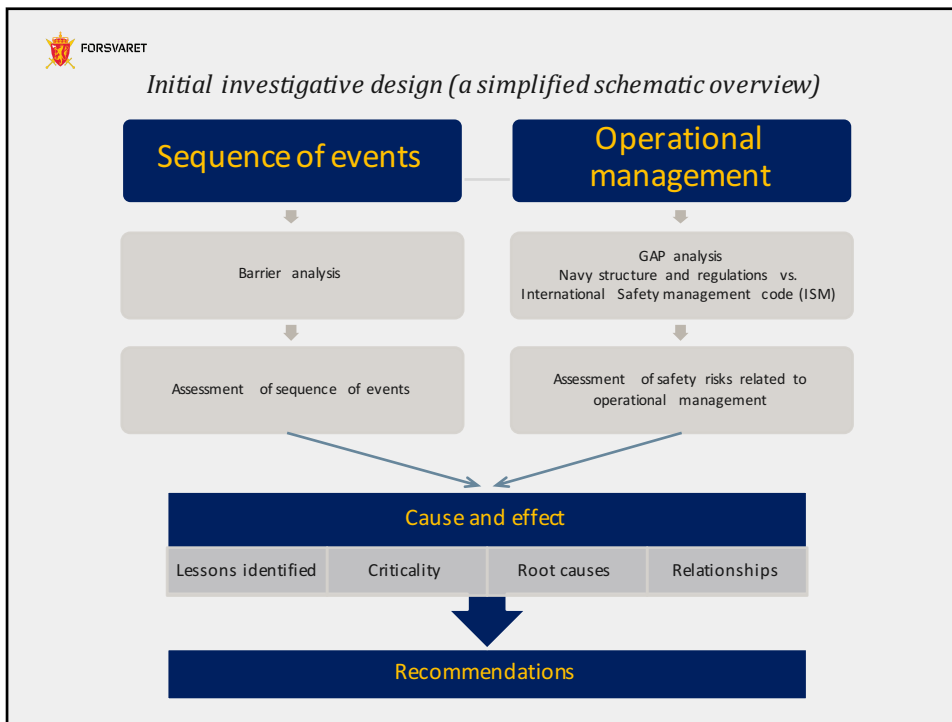 FORSVARET
Initial investigative design (a simplified schematic overview)
Sequence of events
Operational
management
Barrier analysis
GAP analysis
Navy structure and regulations vs.
International Safety management code (ISM)
Assessment of sequence of events
Assessment of safety risks related to
operational management
Cause and effect
Lessons identified
Criticality
Root causes
Relationships
Recommendations